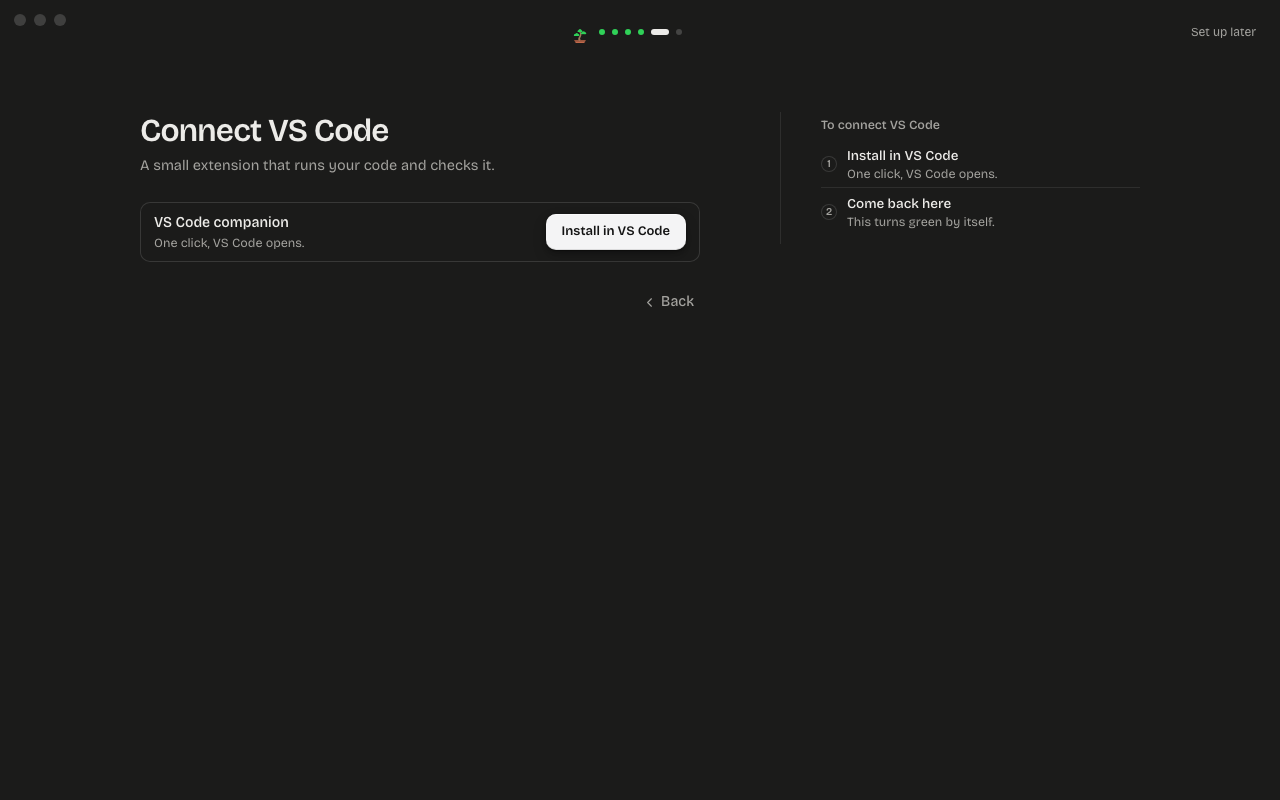 Set up later
Connect VS Code
A small extension that runs your code and checks it.
VS Code companion
One click, VS Code opens.
Install in VS Code
Back
To connect VS Code
1
Install in VS Code
One click, VS Code opens.
2
Come back here
This turns green by itself.